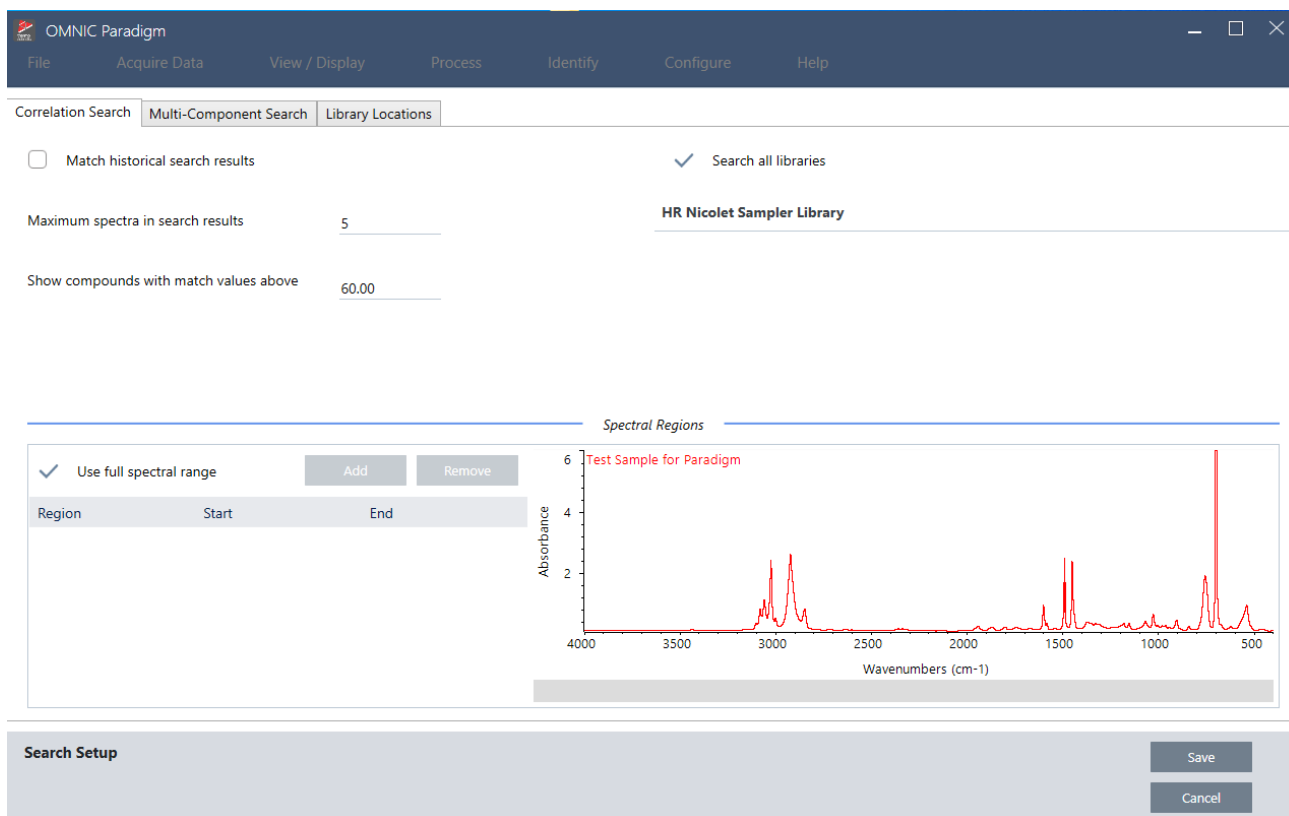 OMNIC Paradigm
File Acquire Data View / Display Process Identify Configure Help
Correlation Search Multi-Component Search Library Locations
Match historical search results
Search all libraries
Maximum spectra in search results 5
HR Nicolet Sampler Library
Show compounds with match values above 60.00
Spectral Regions
Use full spectral range Add Remove
Region Start End
Test Sample for Paradigm
6
4
2
Absorbance
4000 3500 3000 2500 2000 1500 1000 500
Wavenumbers (cm-1)
Search Setup
Save
Cancel